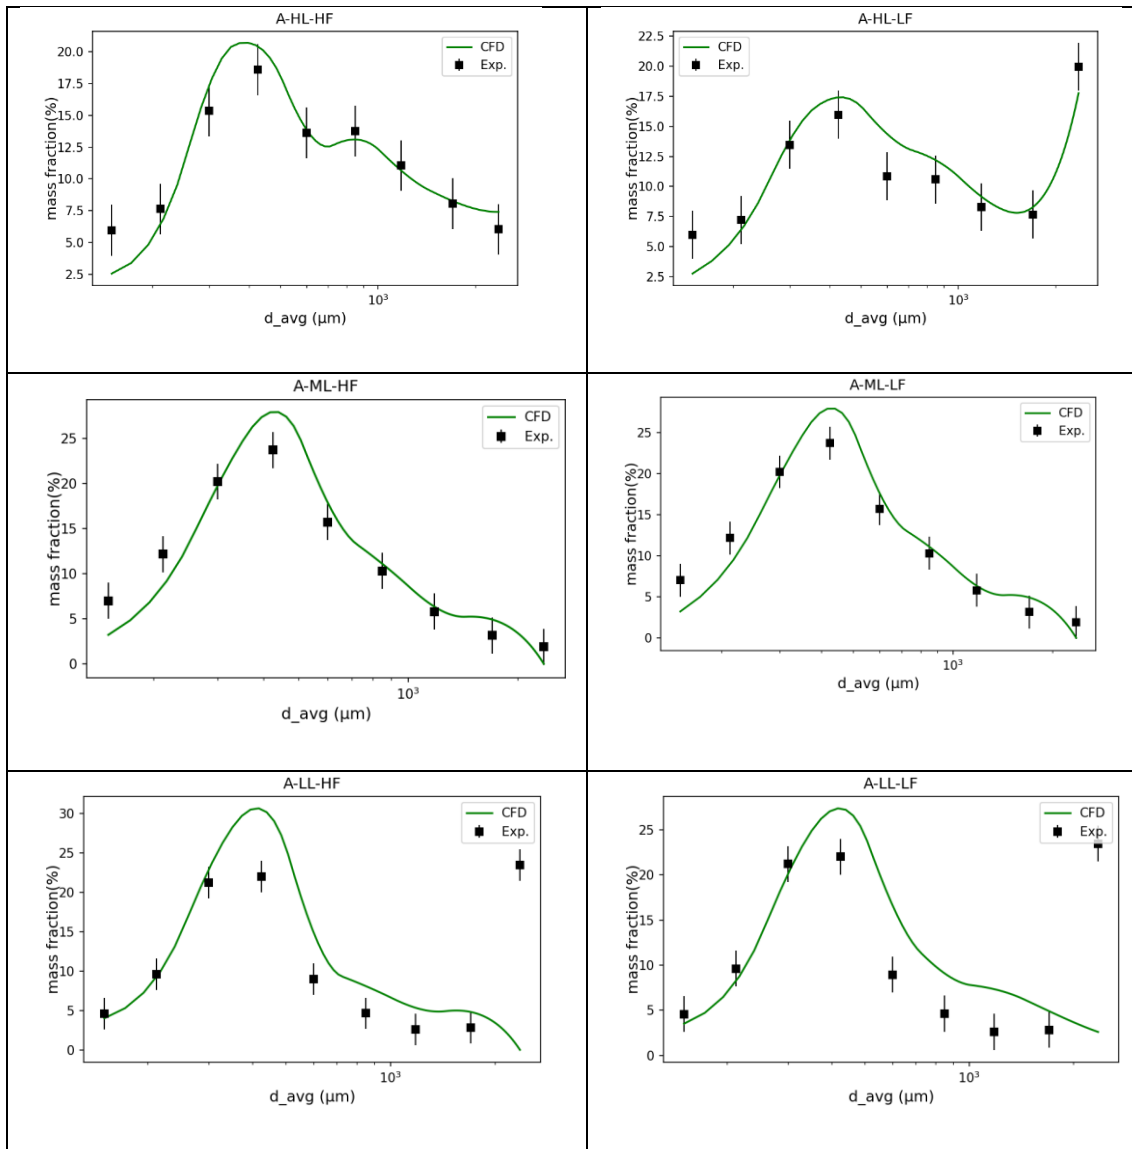 A-HL-HF
20.0
17.5
15.0
12.5
10.0
7.5
5.0
2.5
mass fraction(%)
CFD
Exp.
10³
d_avg (µm)
A-HL-LF
22.5
20.0
17.5
15.0
12.5
10.0
7.5
5.0
2.5
mass fraction(%)
CFD
Exp.
10³
d_avg (µm)
A-ML-HF
25
20
15
10
5
0
mass fraction(%)
CFD
Exp.
10³
d_avg (µm)
A-ML-LF
25
20
15
10
5
0
mass fraction(%)
CFD
Exp.
10³
d_avg (µm)
A-LL-HF
30
25
20
15
10
5
0
mass fraction(%)
CFD
Exp.
10³
d_avg (µm)
A-LL-LF
25
20
15
10
5
0
mass fraction(%)
CFD
Exp.
10³
d_avg (µm)